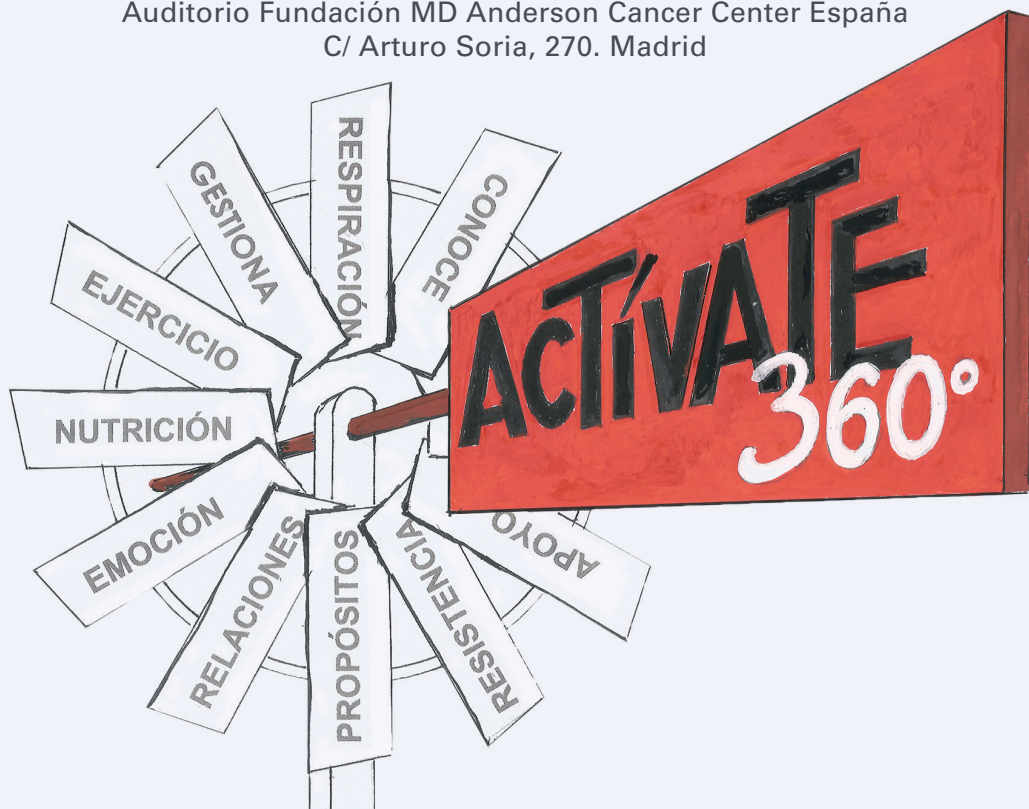 Auditorio Fundación MD Anderson Cancer Center España
C/ Arturo Soria, 270. Madrid
RESPIRACIÓN
CONOCE
GESTIONA
EJERCICIO
NUTRICIÓN
EMOCIÓN
RELACIONES
PROPÓSITOS
RESISTENCIA
APOYO
ACTÍVATE
360º